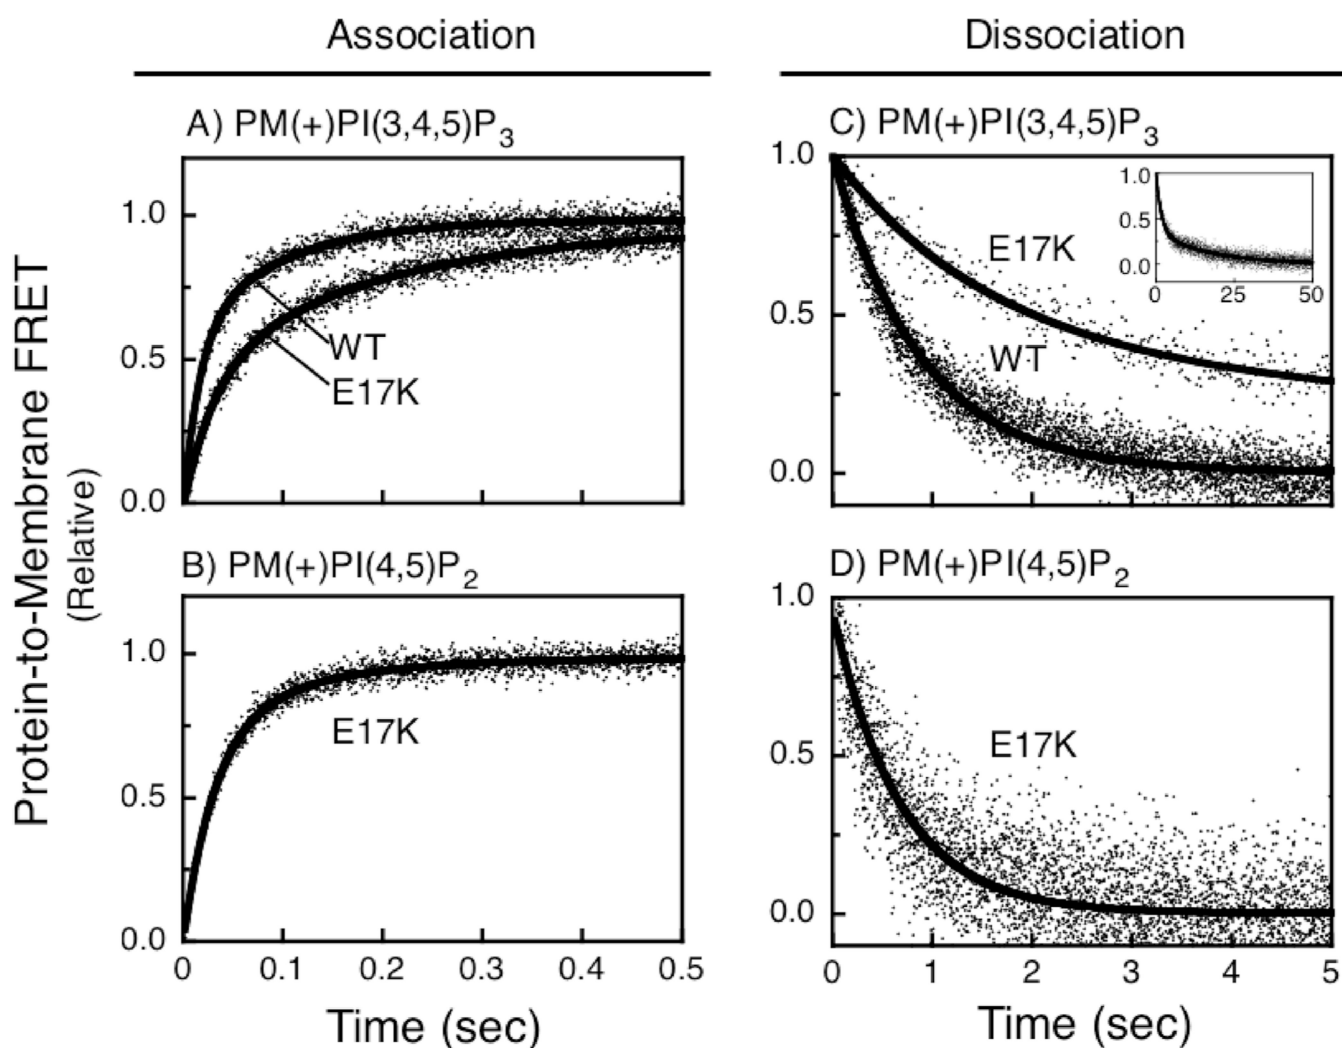 Association
Dissociation
Protein-to-Membrane FRET
(Relative)
A) PM(+)PI(3,4,5)P3
1.0
0.5
0.0
WT
E17K
C) PM(+)PI(3,4,5)P3
1.0
0.5
0.0
E17K
WT
1.0
0.5
0.0
0 25 50
B) PM(+)PI(4,5)P2
1.0
0.5
0.0
E17K
0 0.1 0.2 0.3 0.4 0.5
Time (sec)
D) PM(+)PI(4,5)P2
1.0
0.5
0.0
E17K
0 1 2 3 4 5
Time (sec)